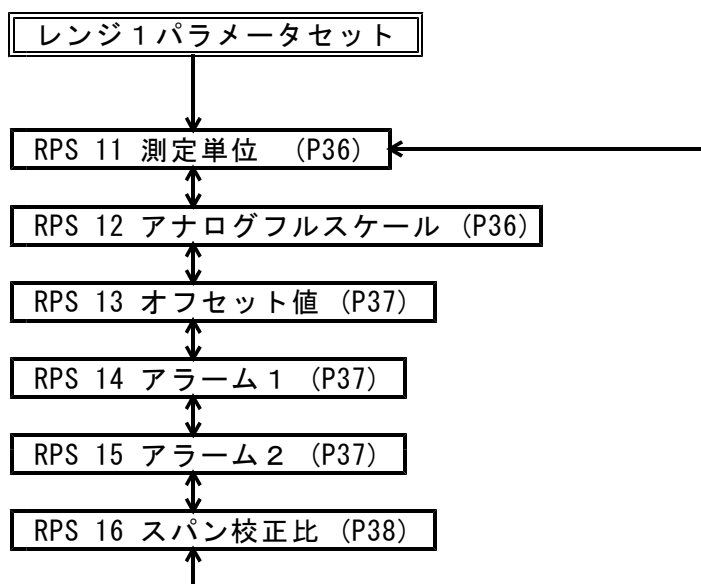 レンジ１パラメータセット
RPS 11 測定単位 (P36)
RPS 12 アナログフルスケール (P36)
RPS 13 オフセット値 (P37)
RPS 14 アラーム１ (P37)
RPS 15 アラーム２ (P37)
RPS 16 スパン校正比 (P38)